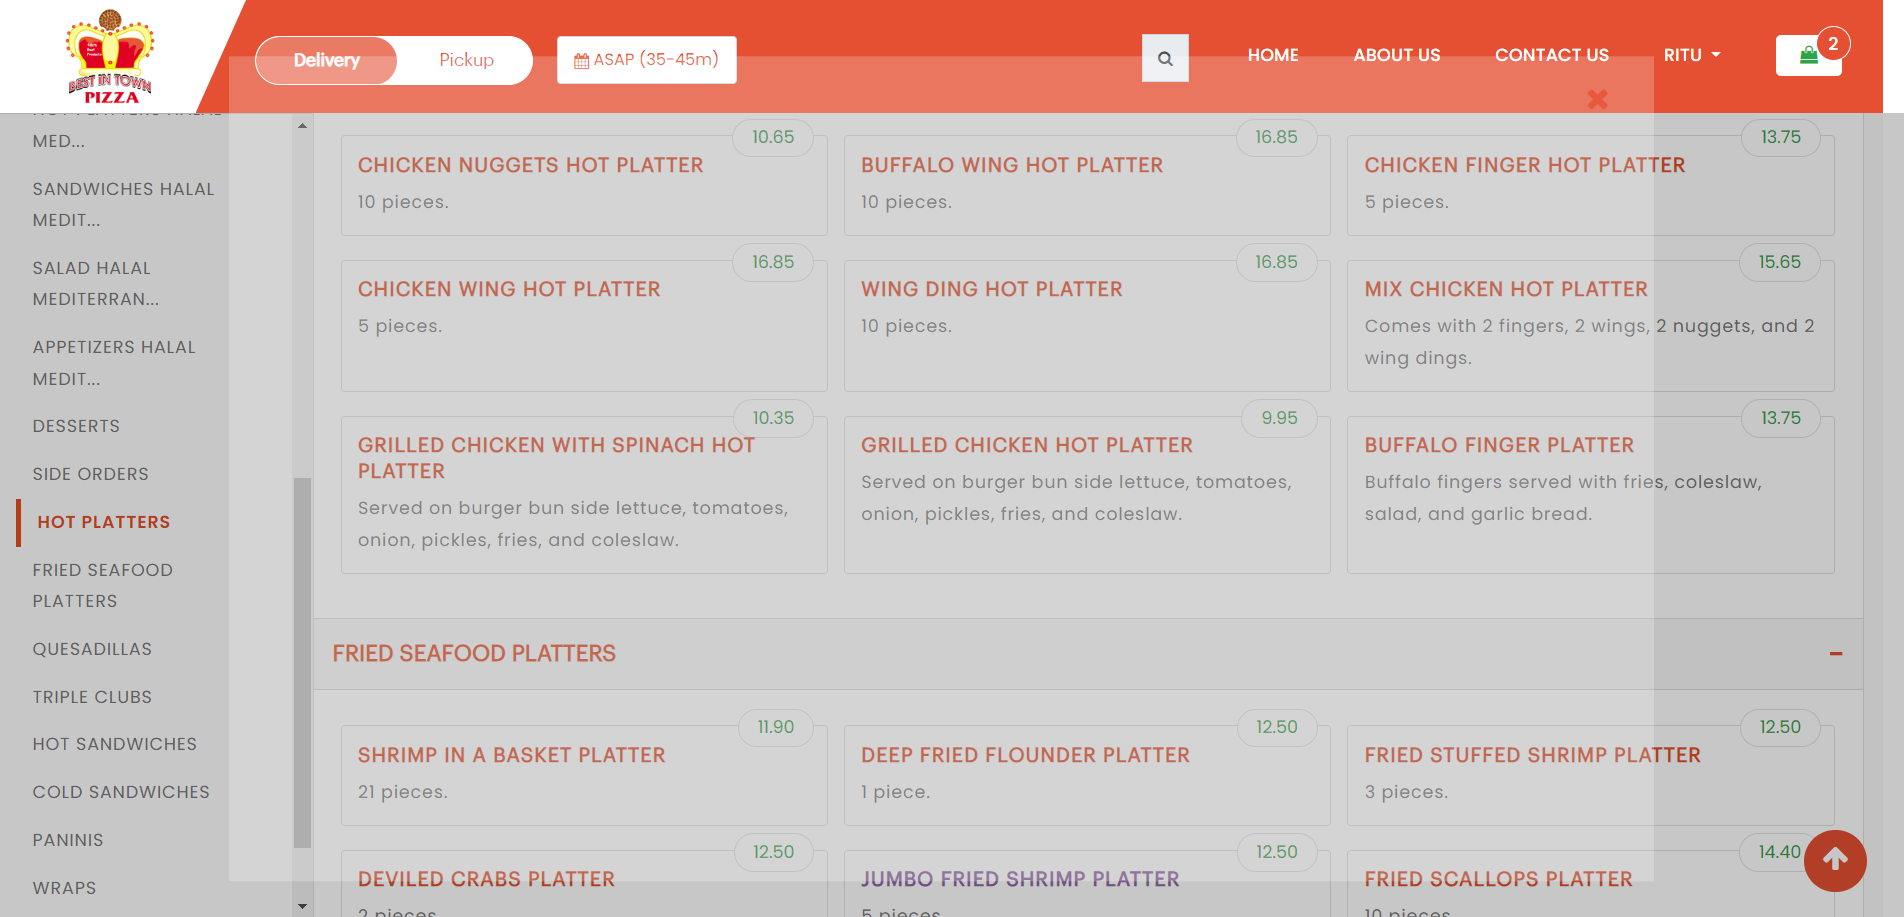 BEST IN TOWN
PIZZA
Delivery
Pickup
ASAP (35-45m)
HOME
ABOUT US
CONTACT US
RITU
2
MED...
SANDWICHES HALAL
MEDIT...
SALAD HALAL
MEDITERRAN...
APPETIZERS HALAL
MEDIT...
DESSERTS
SIDE ORDERS
HOT PLATTERS
FRIED SEAFOOD
PLATTERS
QUESADILLAS
TRIPLE CLUBS
HOT SANDWICHES
COLD SANDWICHES
PANINIS
WRAPS
10.65
CHICKEN NUGGETS HOT PLATTER
10 pieces.
16.85
BUFFALO WING HOT PLATTER
10 pieces.
13.75
CHICKEN FINGER HOT PLATTER
5 pieces.
16.85
CHICKEN WING HOT PLATTER
5 pieces.
16.85
WING DING HOT PLATTER
10 pieces.
15.65
MIX CHICKEN HOT PLATTER
Comes with 2 fingers, 2 wings, 2 nuggets, and 2
wing dings.
10.35
GRILLED CHICKEN WITH SPINACH HOT
PLATTER
Served on burger bun side lettuce, tomatoes,
onion, pickles, fries, and coleslaw.
9.95
GRILLED CHICKEN HOT PLATTER
Served on burger bun side lettuce, tomatoes,
onion, pickles, fries, and coleslaw.
13.75
BUFFALO FINGER PLATTER
Buffalo fingers served with fries, coleslaw,
salad, and garlic bread.
FRIED SEAFOOD PLATTERS
11.90
SHRIMP IN A BASKET PLATTER
21 pieces.
12.50
DEEP FRIED FLOUNDER PLATTER
1 piece.
12.50
FRIED STUFFED SHRIMP PLATTER
3 pieces.
12.50
DEVILED CRABS PLATTER
2 pieces
12.50
JUMBO FRIED SHRIMP PLATTER
5 pieces
14.40
FRIED SCALLOPS PLATTER
10 pieces